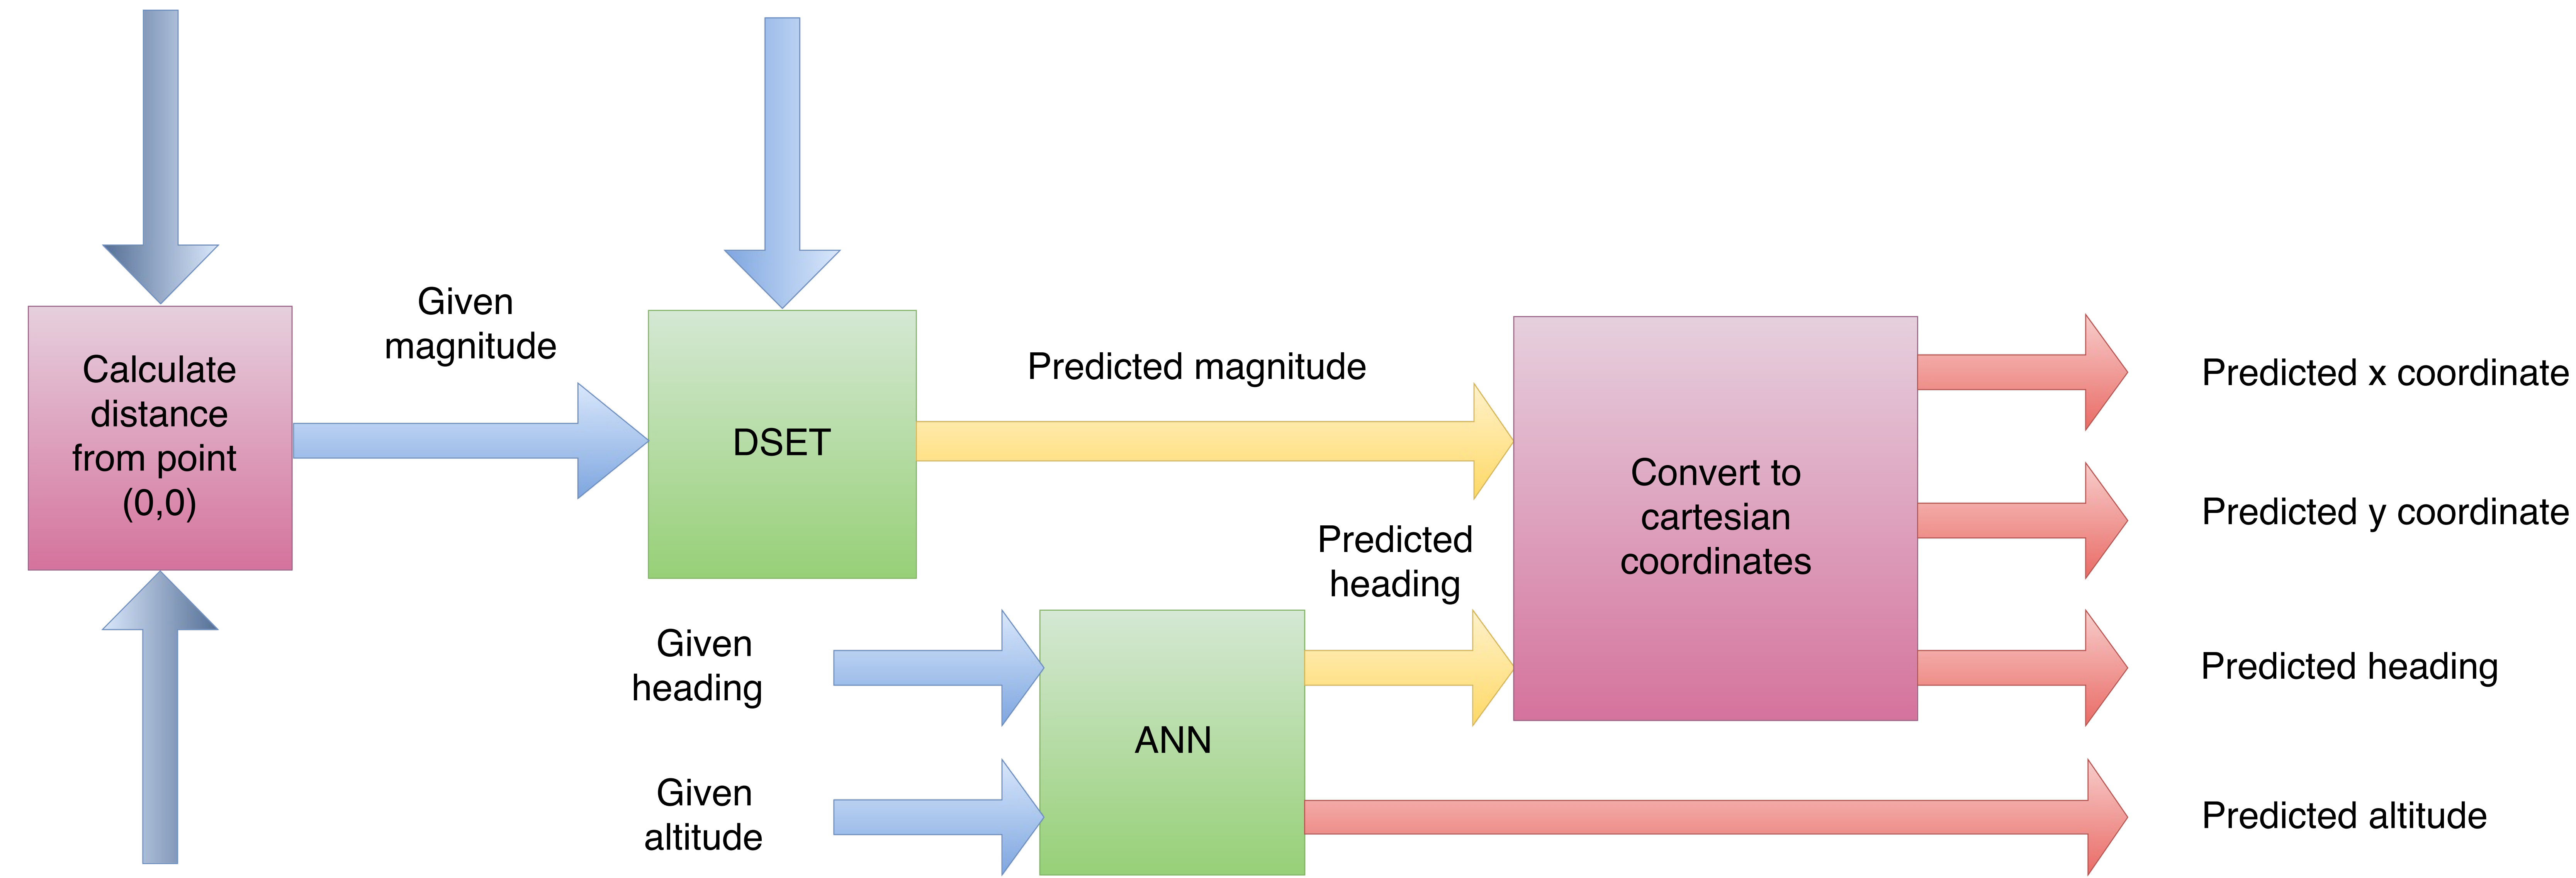 Calculate
distance
from point
(0,0)
Given
magnitude
DSET
Predicted magnitude
Given
heading
Given
altitude
ANN
Predicted
heading
Convert to
cartesian
coordinates
Predicted x coordinate
Predicted y coordinate
Predicted heading
Predicted altitude